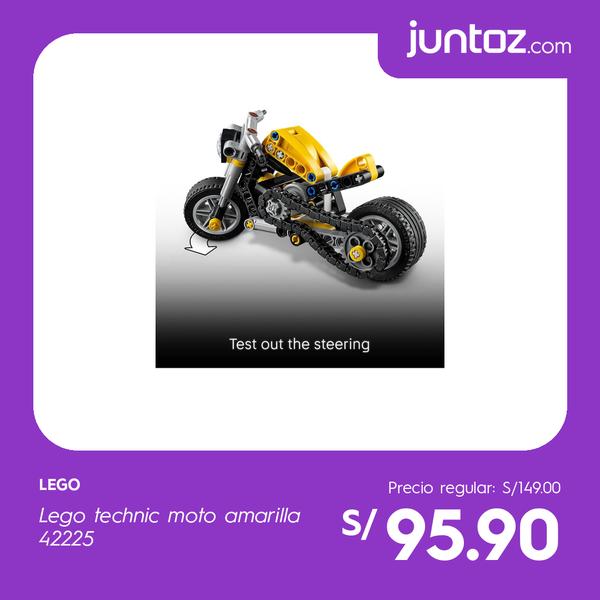 juntoz.com
Test out the steering
LEGO
Lego technic moto amarilla
42225
Precio regular: S/149.00
S/ 95.90